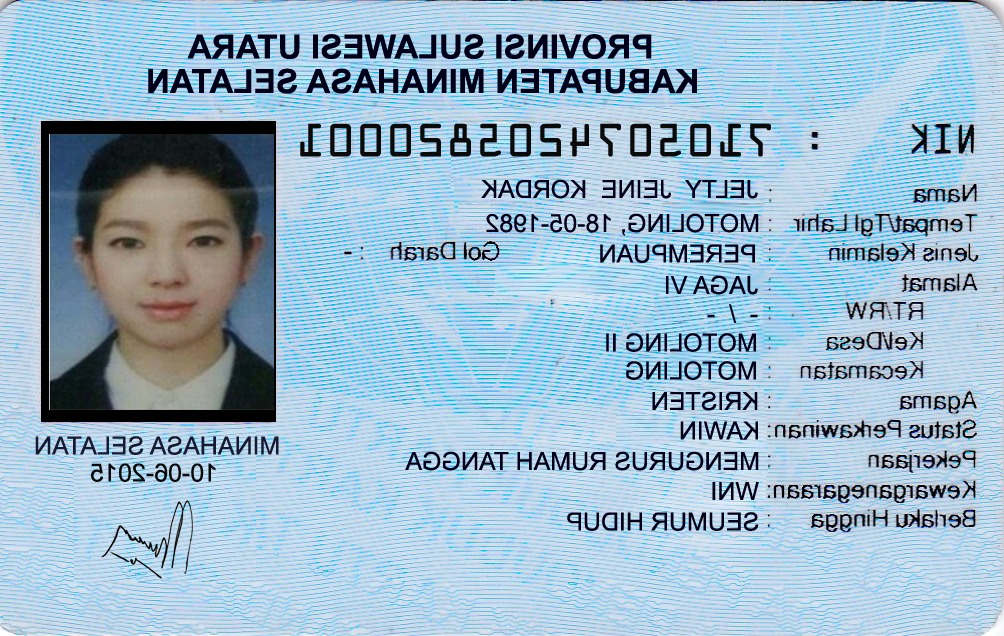 PROVINSI SULAWESI UTARA
KABUPATEN MINAHASA SELATAN
NIK : 7105074205820001
Nama : JELTY JEINE KORDAK
Tempat/Tgl Lahir : MOTOLING, 18-05-1982
Jenis Kelamin : PEREMPUAN Gol Darah : -
Alamat : JAGA VI
RT/RW : - / -
Kel/Desa : MOTOLING II
Kecamatan : MOTOLING
Agama : KRISTEN
Status Perkawinan: KAWIN
Pekerjaan : MENGURUS RUMAH TANGGA
Kewarganegaraan: WNI
Berlaku Hingga : SEUMUR HIDUP
MINAHASA SELATAN
10-06-2015